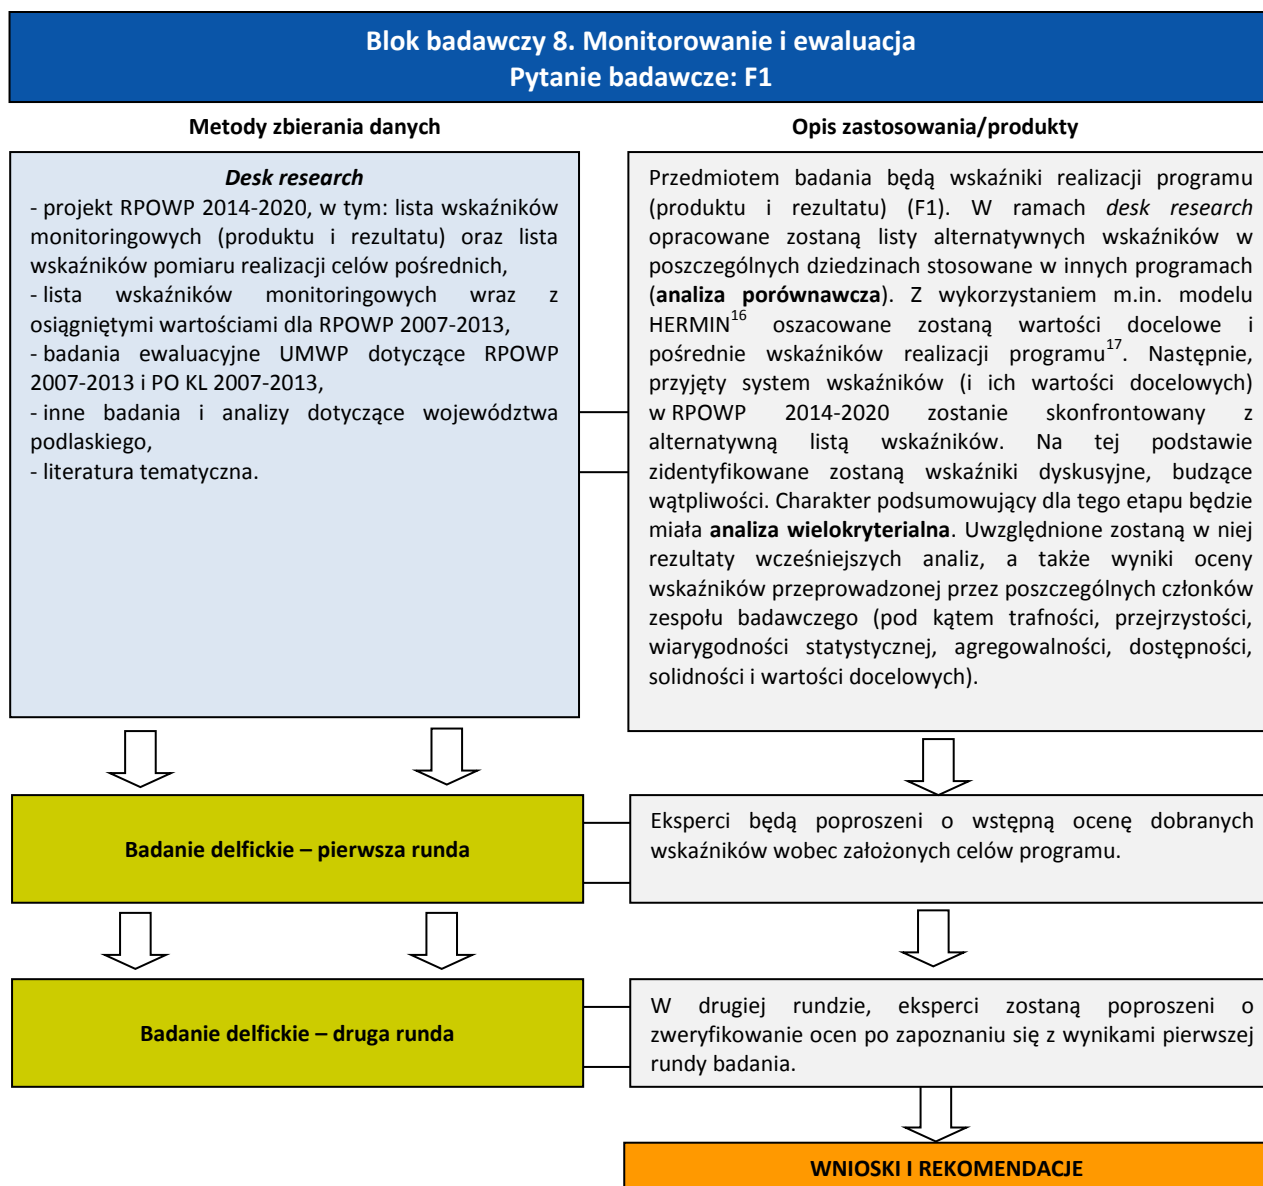 Blok badawczy 8. Monitorowanie i ewaluacja
Pytanie badawcze: F1
Metody zbierania danych
Opis zastosowania/produkty
Desk research
- projekt RPOWP 2014-2020, w tym: lista wskaźników
monitoringowych (produktu i rezultatu) oraz lista
wskaźników pomiaru realizacji celów pośrednich,
- lista wskaźników monitoringowych wraz z
osiągniętymi wartościami dla RPOWP 2007-2013,
- badania ewaluacyjne UMWP dotyczące RPOWP
2007-2013 i PO KL 2007-2013,
- inne badania i analizy dotyczące województwa
podlaskiego,
- literatura tematyczna.
Przedmiotem badania będą wskaźniki realizacji programu
(produktu i rezultatu) (F1). W ramach desk research
opracowane zostaną listy alternatywnych wskaźników w
poszczególnych dziedzinach stosowane w innych programach
(analiza porównawcza). Z wykorzystaniem m.in. modelu
HERMIN16 oszacowane zostaną wartości docelowe i
pośrednie wskaźników realizacji programu17. Następnie,
przyjęty system wskaźników (i ich wartości docelowych)
w RPOWP 2014-2020 zostanie skonfrontowany z
alternatywną listą wskaźników. Na tej podstawie
zidentyfikowane zostaną wskaźniki dyskusyjne, budzące
wątpliwości. Charakter podsumowujący dla tego etapu będzie
miała analiza wielokryterialna. Uwzględnione zostaną w niej
rezultaty wcześniejszych analiz, a także wyniki oceny
wskaźników przeprowadzonej przez poszczególnych członków
zespołu badawczego (pod kątem trafności, przejrzystości,
wiarygodności statystycznej, agregowalności, dostępności,
solidności i wartości docelowych).
Badanie delfickie – pierwsza runda
Eksperci będą poproszeni o wstępną ocenę dobranych
wskaźników wobec założonych celów programu.
Badanie delfickie – druga runda
W drugiej rundzie, eksperci zostaną poproszeni o
zweryfikowanie ocen po zapoznaniu się z wynikami pierwszej
rundy badania.
WNIOSKI I REKOMENDACJE